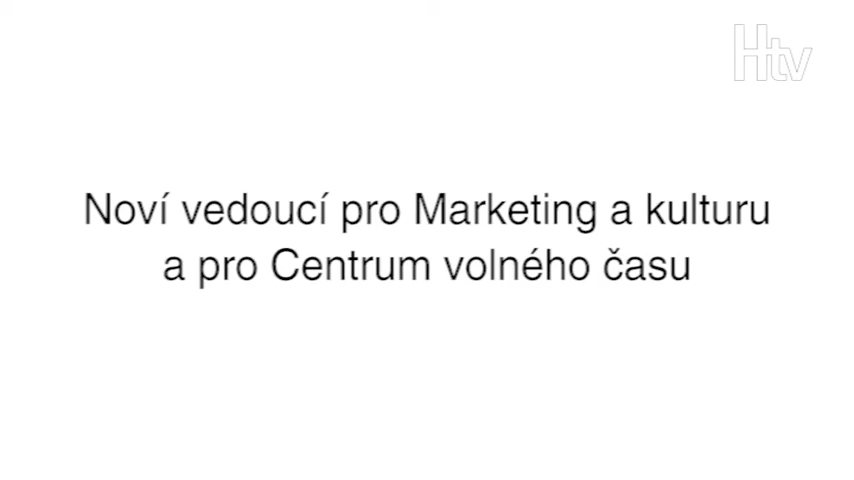 Htv
Noví vedoucí pro Marketing a kulturu
a pro Centrum volného času